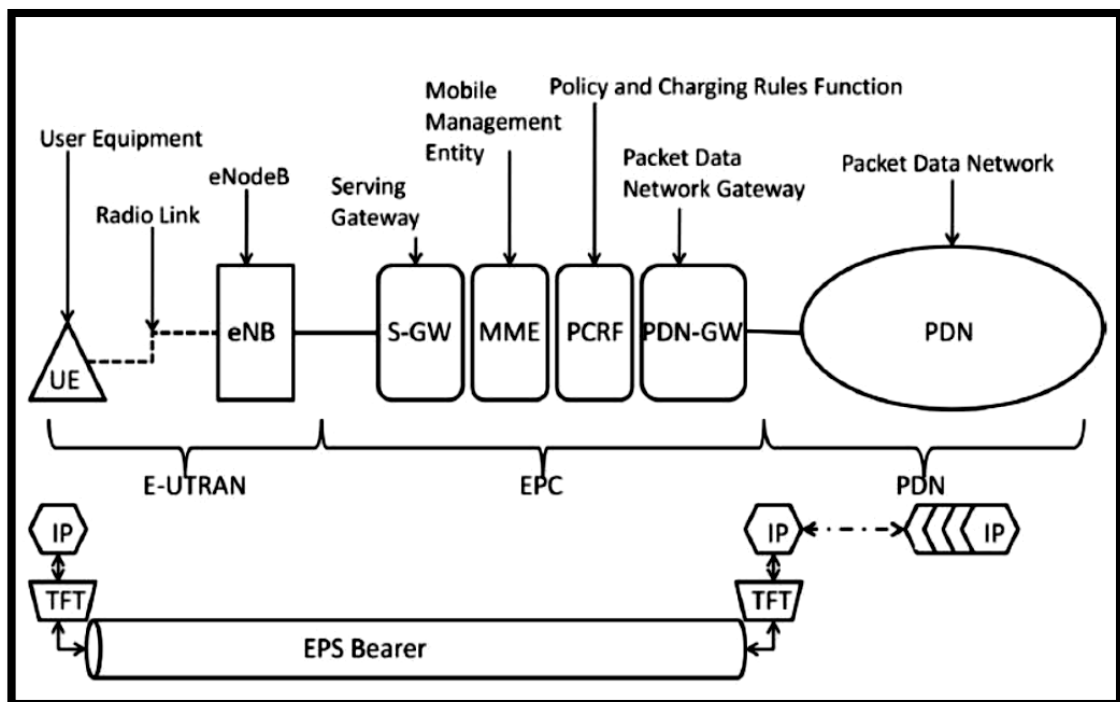 Policy and Charging Rules Function
Mobile
Management
Entity
User Equipment
eNodeB
Radio Link
Serving
Gateway
Packet Data
Network Gateway
Packet Data Network
UE
eNB
S-GW
MME
PCRF
PDN-GW
PDN
E-UTRAN
EPC
PDN
IP
IP
IP
TFT
TFT
EPS Bearer